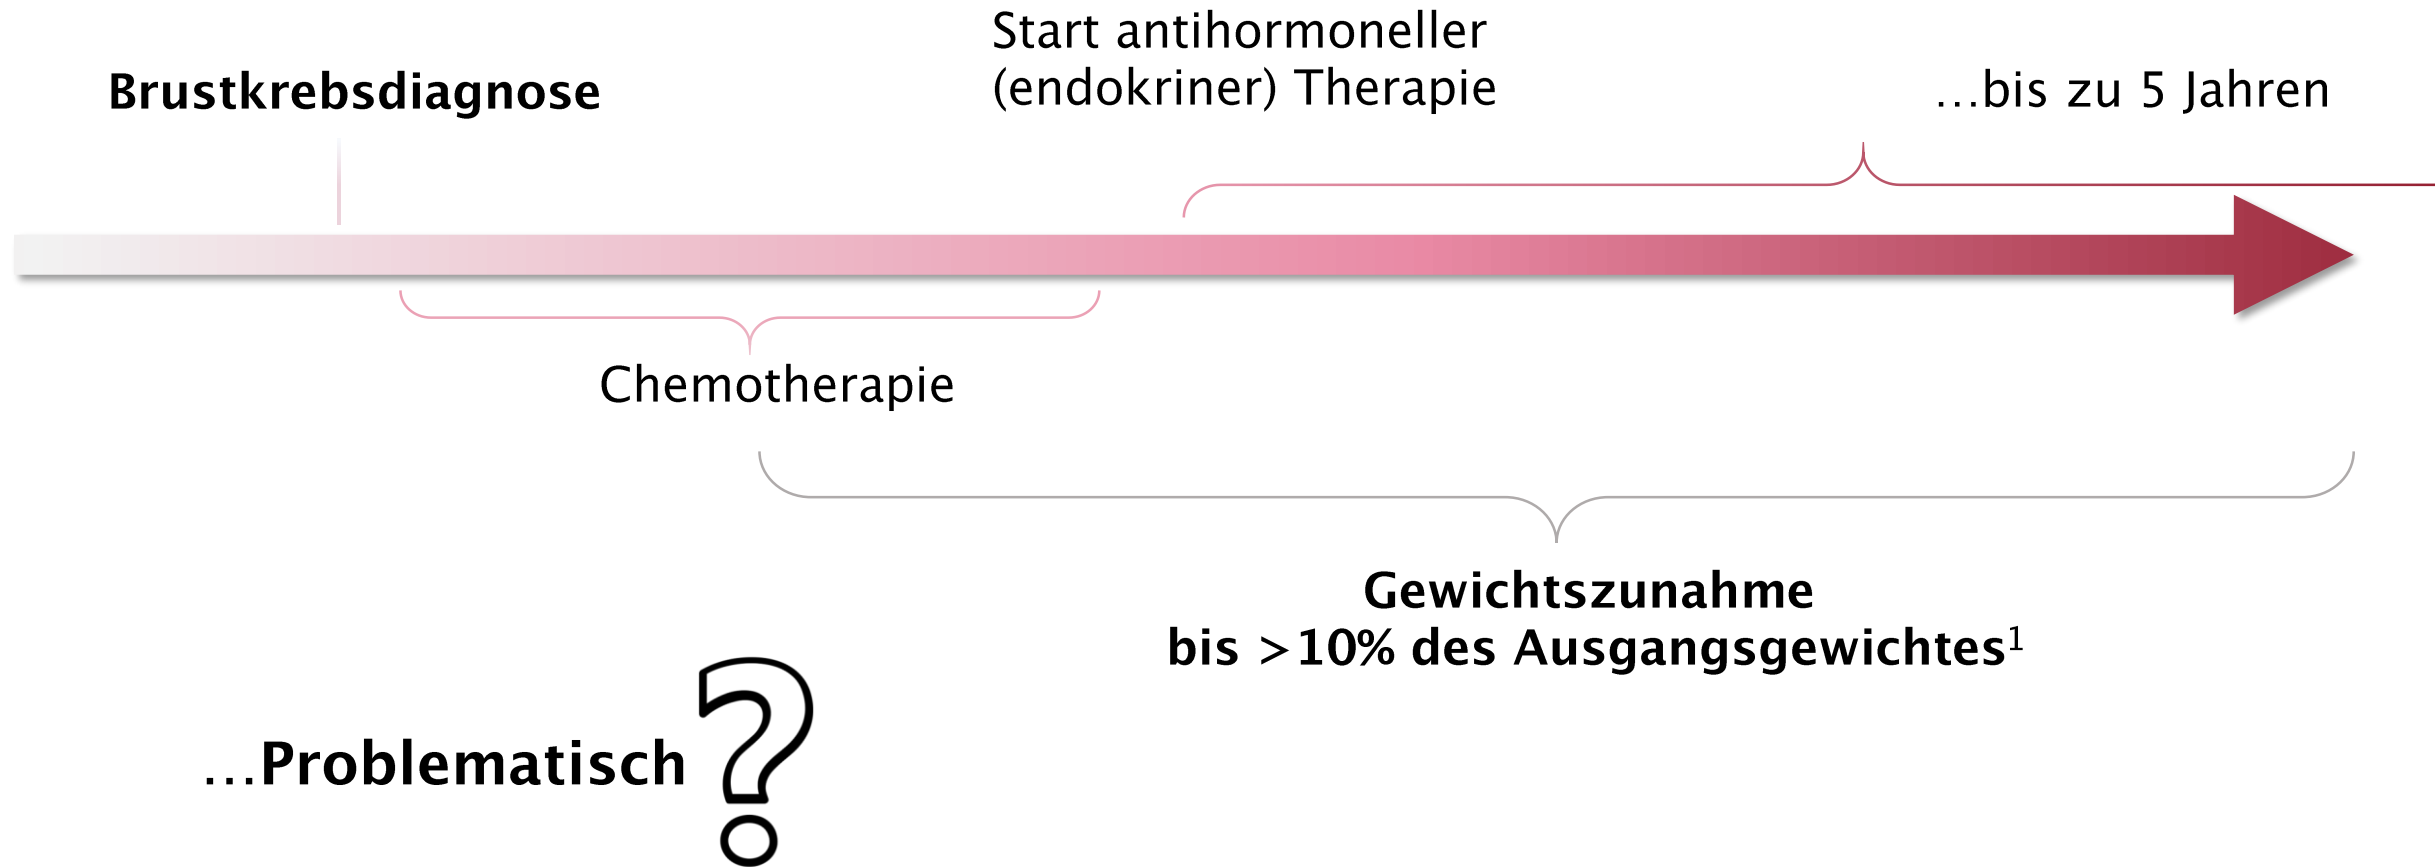 Brustkrebsdiagnose
Start antihormoneller
(endokriner) Therapie
…bis zu 5 Jahren
Chemotherapie
Gewichtszunahme
bis >10% des Ausgangsgewichtes¹
…Problematisch?